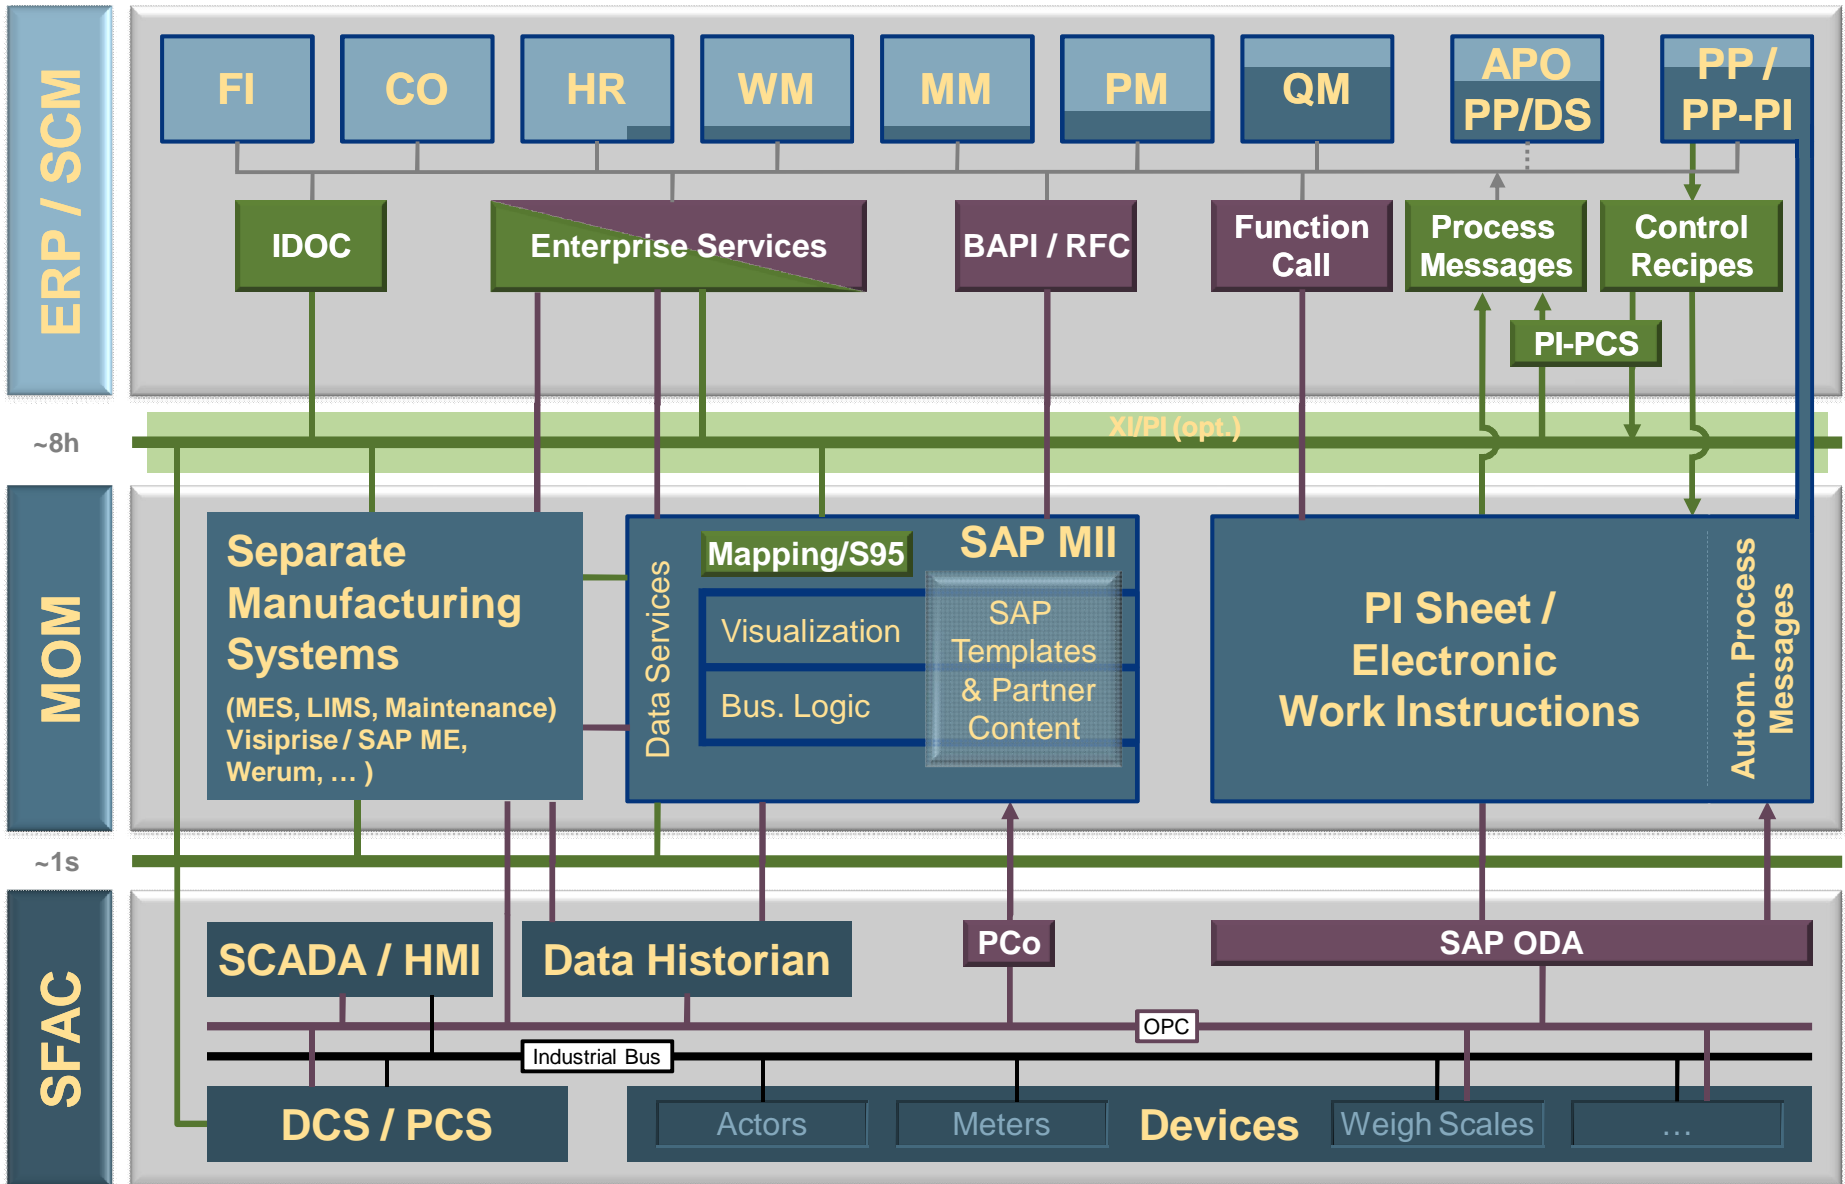 ERP / SCM
FI
CO
HR
WM
MM
PM
QM
APO
PP/DS
PP /
PP-PI
IDOC
Enterprise Services
BAPI / RFC
Function
Call
Process
Messages
Control
Recipes
PI-PCS
~8h
XI/PI (opt.)
MOM
Separate
Manufacturing
Systems
(MES, LIMS, Maintenance)
Visiprise / SAP ME,
Werum, … )
Data Services
Mapping/S95
SAP MII
Visualization
Bus. Logic
SAP
Templates
& Partner
Content
PI Sheet /
Electronic
Work Instructions
Autom. Process
Messages
~1s
SFAC
SCADA / HMI
Data Historian
PCo
SAP ODA
OPC
Industrial Bus
DCS / PCS
Actors
Meters
Devices
Weigh Scales
…